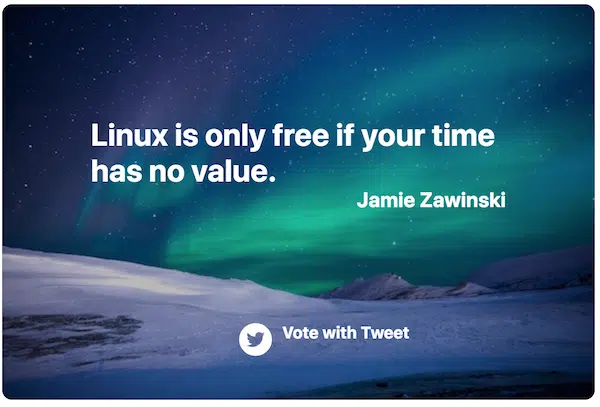 Linux is only free if your time
has no value.
Jamie Zawinski
Vote with Tweet